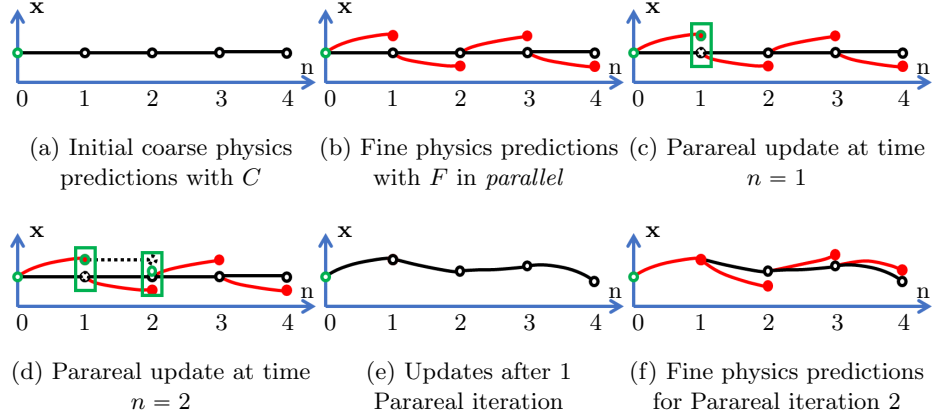 x x x
n n n
0 1 2 3 4 0 1 2 3 4 0 1 2 3 4
(a) Initial coarse physics (b) Fine physics predictions (c) Parareal update at time
predictions with C with F in parallel n = 1
x x x
n n n
0 1 2 3 4 0 1 2 3 4 0 1 2 3 4
(d) Parareal update at time (e) Updates after 1 (f) Fine physics predictions
n = 2 Parareal iteration for Parareal iteration 2